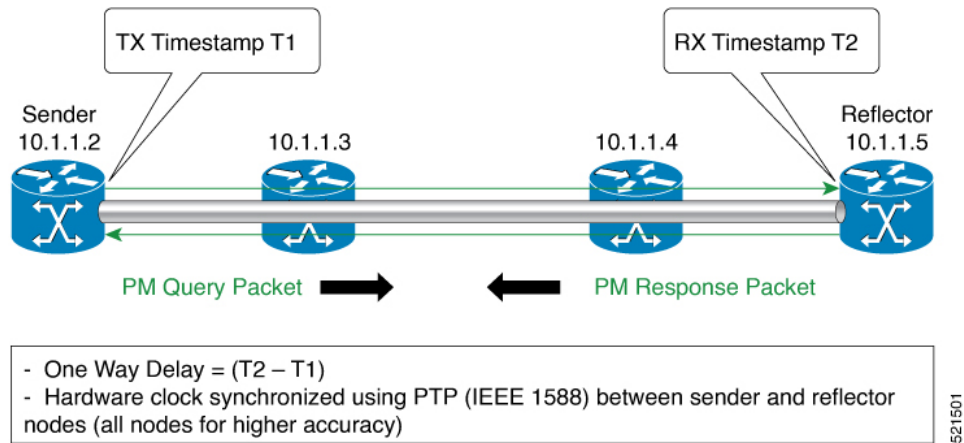 TX Timestamp T1
RX Timestamp T2
Sender
10.1.1.2
10.1.1.3
10.1.1.4
Reflector
10.1.1.5
PM Query Packet
PM Response Packet
- One Way Delay = (T2 – T1)
- Hardware clock synchronized using PTP (IEEE 1588) between sender and reflector
nodes (all nodes for higher accuracy)
521501